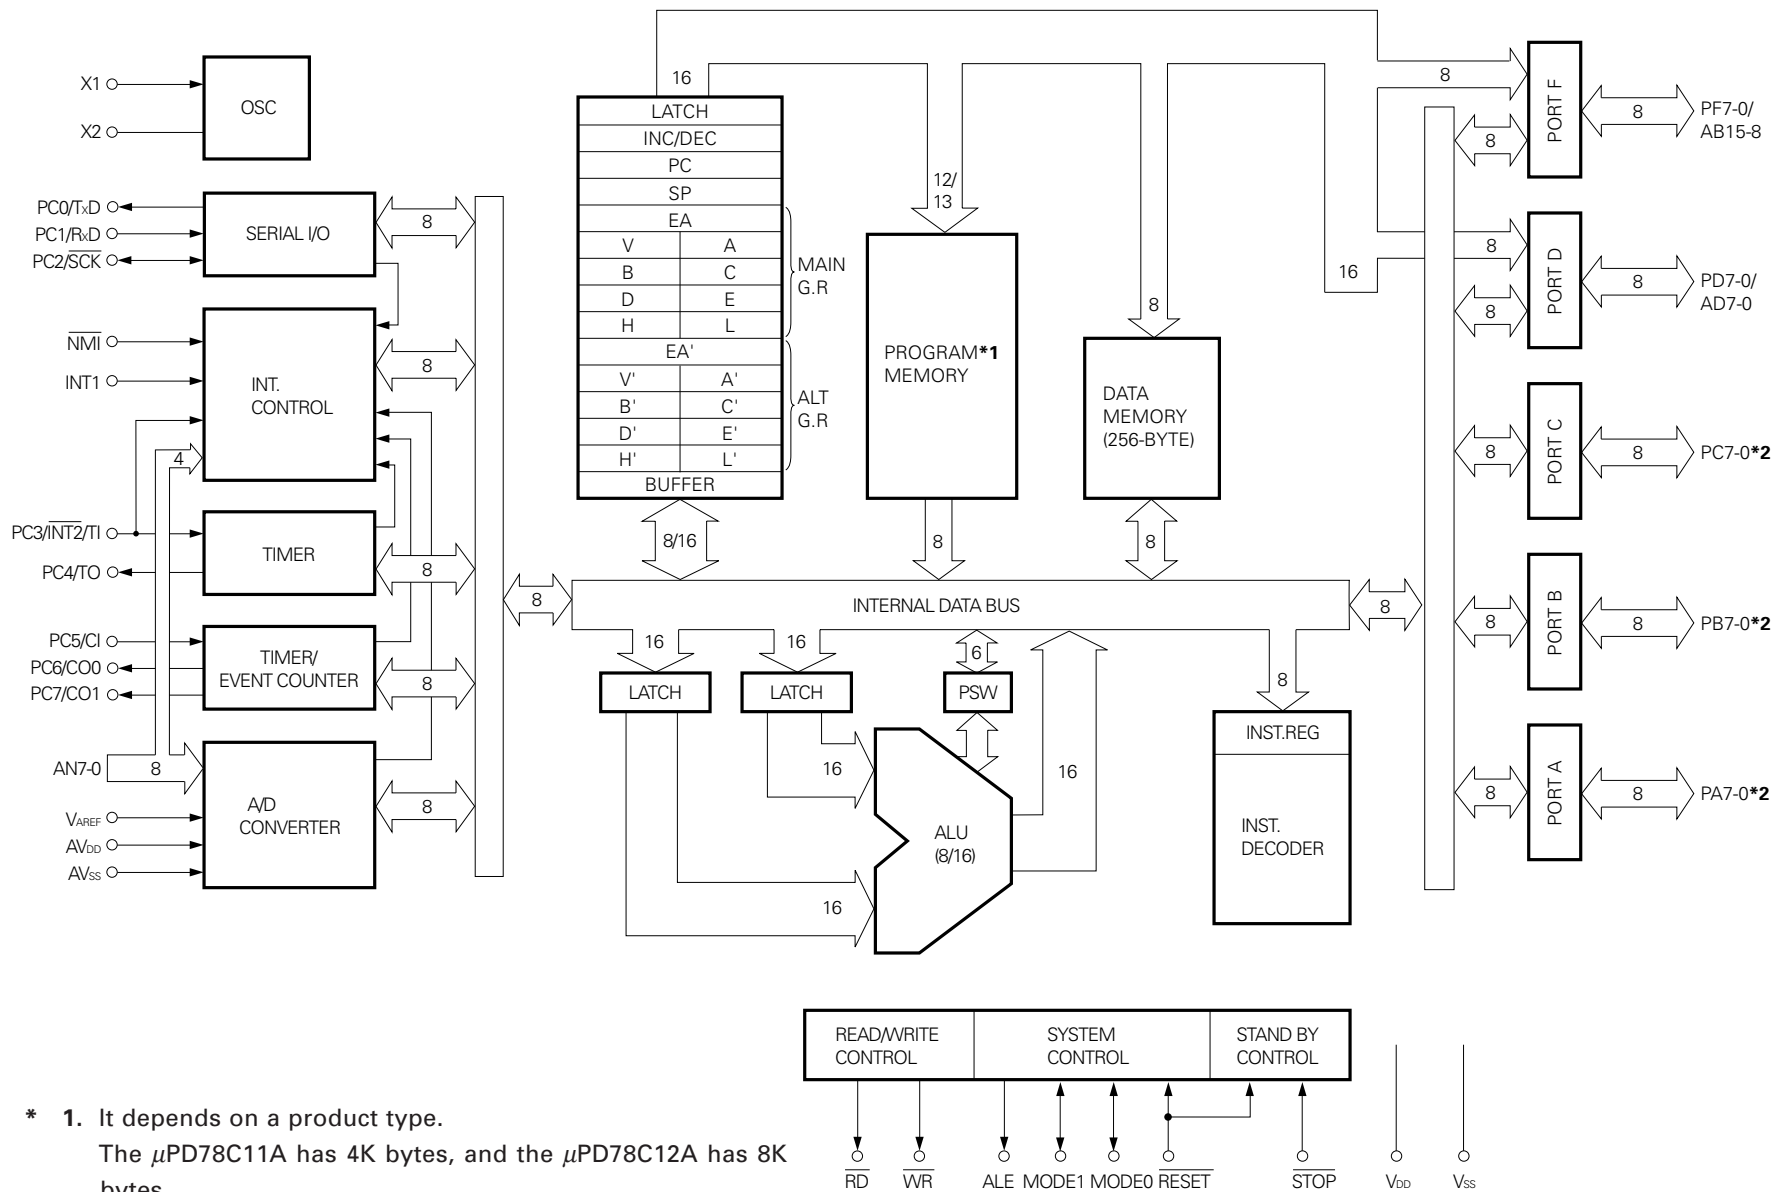 X1
X2
OSC
PC0/TxD
PC1/RxD
PC2/SCK
SERIAL I/O
8
NMI
INT1
INT.
CONTROL
8
4
PC3/INT2/TI
PC4/TO
TIMER
8
PC5/CI
PC6/CO0
PC7/CO1
TIMER/
EVENT COUNTER
8
AN7-0
8
VAREF
AVDD
AVSS
A/D
CONVERTER
8
8
16
LATCH
INC/DEC
PC
SP
EA
V A
B C
D E
H L
MAIN
G.R
EA'
V' A'
B' C'
D' E'
H' L'
ALT
G.R
BUFFER
8/16
12/
13
PROGRAM*1
MEMORY
8
8
DATA
MEMORY
(256-BYTE)
8
16
INTERNAL DATA BUS
8
16
LATCH
16
LATCH
6
PSW
16
16
ALU
(8/16)
16
8
INST.REG
INST.
DECODER
8
8
PORT F
8
PF7-0/
AB15-8
8
8
PORT D
8
PD7-0/
AD7-0
8
PORT C
8
PC7-0*2
8
PORT B
8
PB7-0*2
8
PORT A
8
PA7-0*2
READ/WRITE
CONTROL
SYSTEM
CONTROL
STAND BY
CONTROL
RD WR ALE MODE1 MODE0 RESET STOP VDD VSS
* 1. It depends on a product type.
The μPD78C11A has 4K bytes, and the μPD78C12A has 8K
bytes